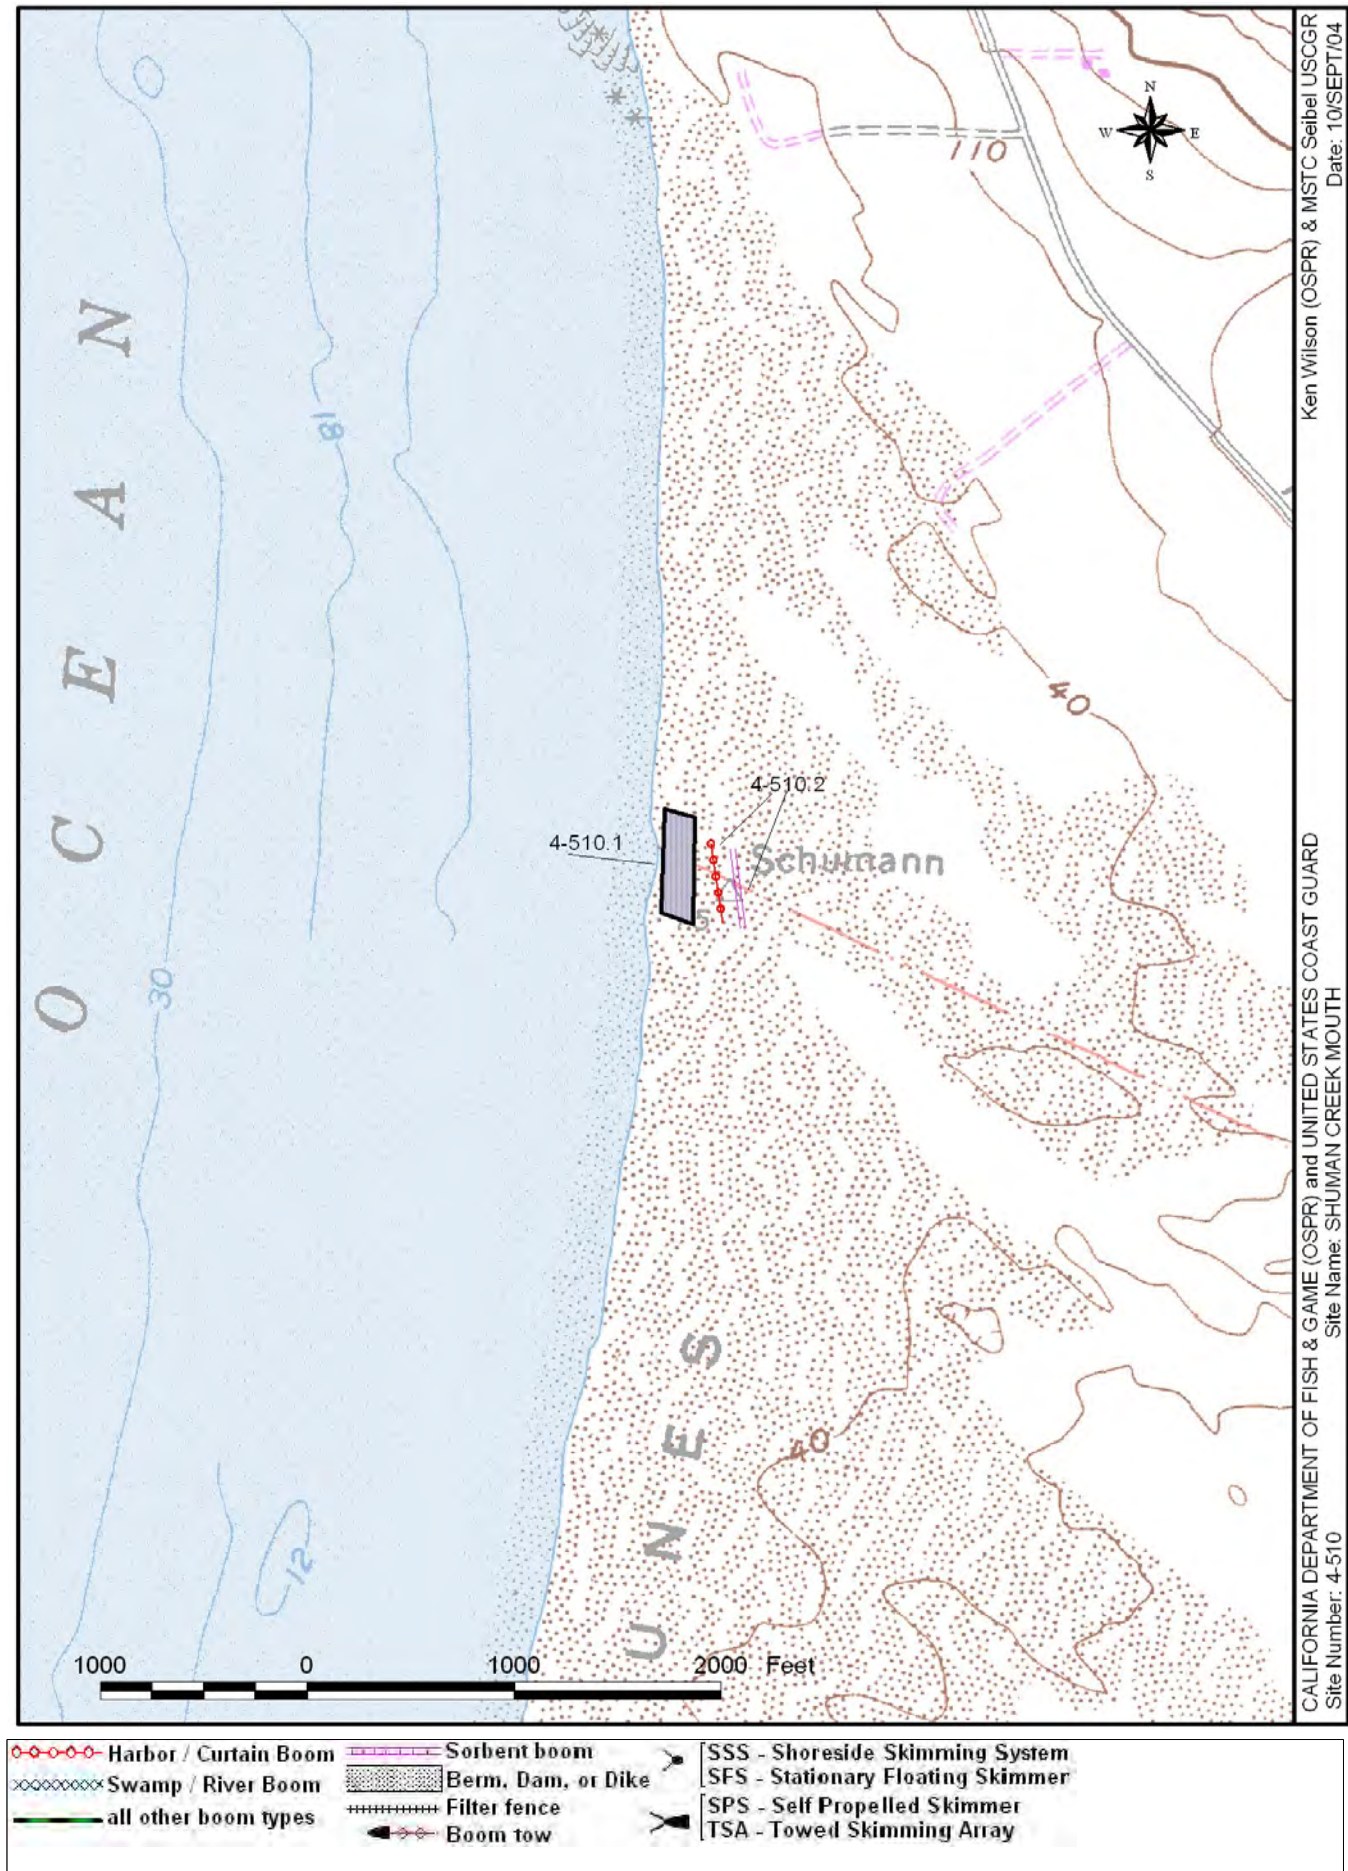 110
N
W E
S
OCEAN
18
40
4-510.2
4-510.1
Schumann
30
40
UNES
12
1000 0 1000 2000 Feet
Ken Wilson (OSPR) & MSTC Seibel USCGR
Date: 10/SEPT/04
CALIFORNIA DEPARTMENT OF FISH & GAME (OSPR) and UNITED STATES COAST GUARD
Site Number: 4-510 Site Name: SHUMAN CREEK MOUTH
Harbor / Curtain Boom
Swamp / River Boom
all other boom types
Sorbent boom
Berm, Dam, or Dike
Filter fence
Boom tow
SSS - Shoreside Skimming System
SFS - Stationary Floating Skimmer
SPS - Self Propelled Skimmer
TSA - Towed Skimming Array